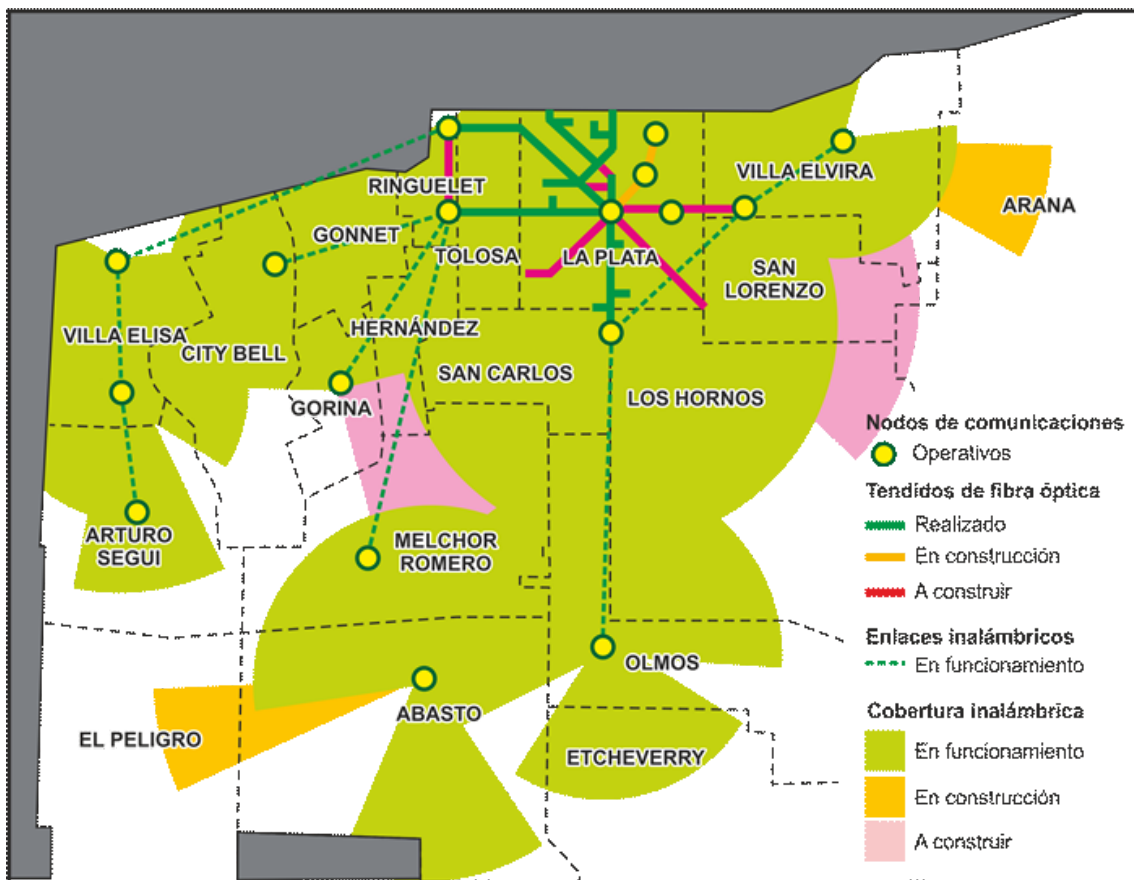 RINGUELET
VILLA ELVIRA
ARANA
GONNET
TOLOSA
LA PLATA
SAN
LORENZO
VILLA ELISA
CITY BELL
HERNÁNDEZ
SAN CARLOS
GORINA
LOS HORNOS
ARTURO
SEGUI
MELCHOR
ROMERO
OLMOS
ABASTO
EL PELIGRO
ETCHEVERRY
Nodos de comunicaciones
Operativos
Tendidos de fibra óptica
Realizado
En construcción
A construir
Enlaces inalámbricos
En funcionamiento
Cobertura inalámbrica
En funcionamiento
En construcción
A construir